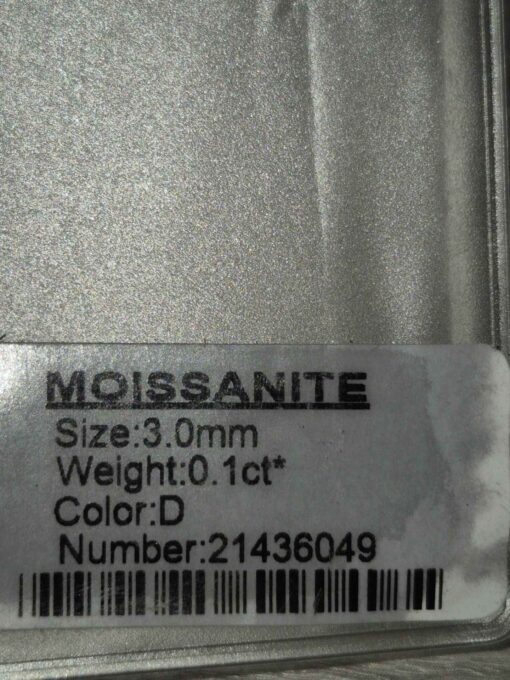 MOISSANITE
Size:3.0mm
Weight:0.1ct*
Color:D
Number:21436049